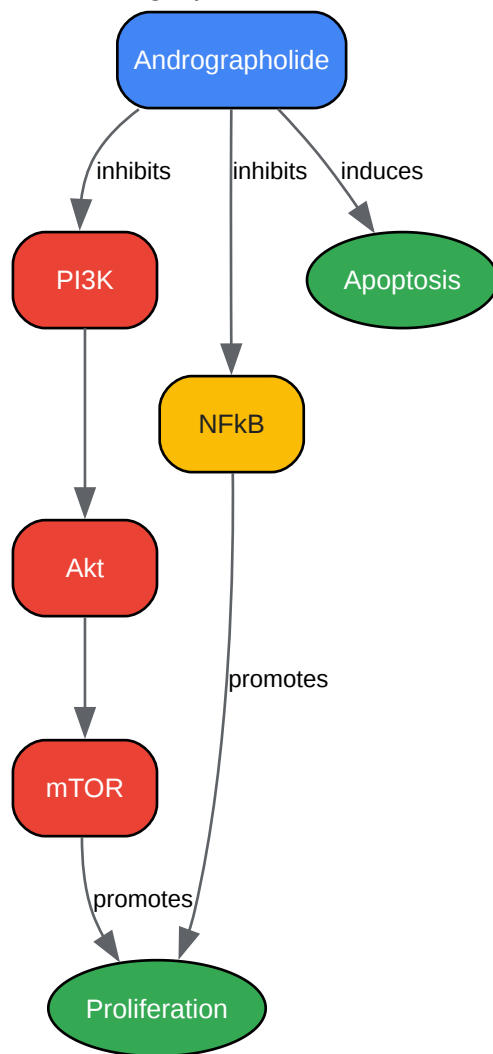 Andrographolide
inhibits
inhibits
induces
PI3K
Apoptosis
NFkB
Akt
promotes
mTOR
promotes
Proliferation